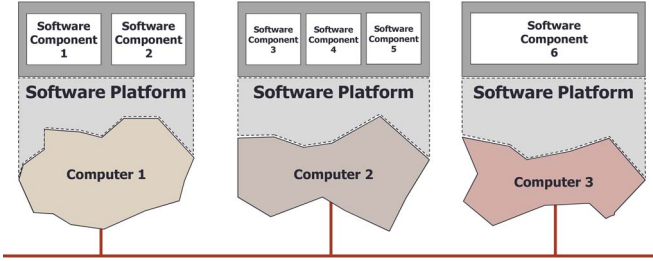 Software
Component
1
Software
Component
2
Software
Component
3
Software
Component
4
Software
Component
5
Software
Component
6
Software Platform
Software Platform
Software Platform
Computer 1
Computer 2
Computer 3